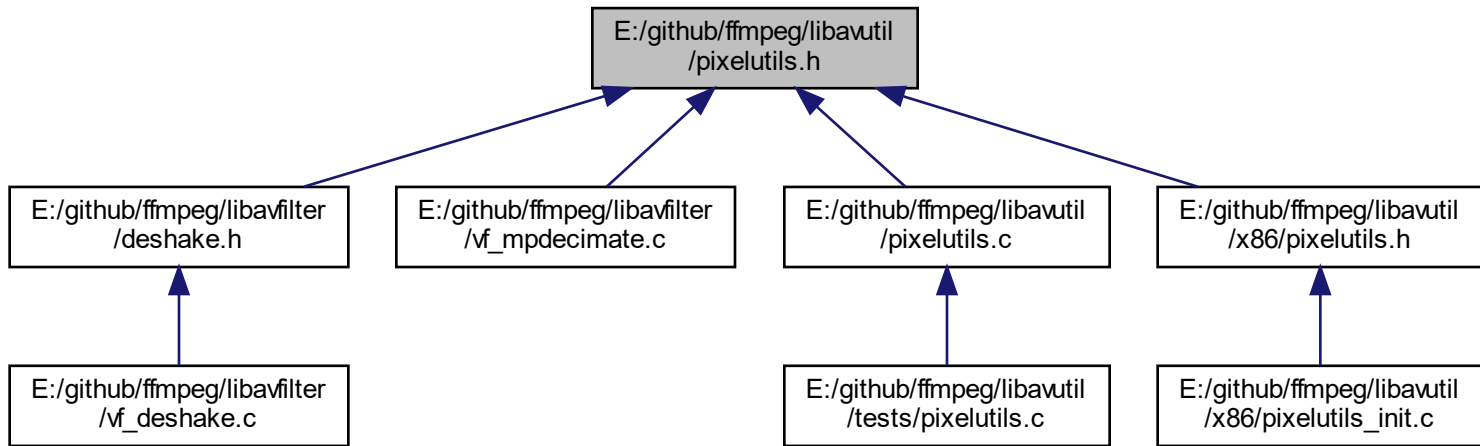 E:/github/ffmpeg/libavutil
/pixelutils.h
E:/github/ffmpeg/libavfilter
/deshake.h
E:/github/ffmpeg/libavfilter
/vf_mpdecimate.c
E:/github/ffmpeg/libavutil
/pixelutils.c
E:/github/ffmpeg/libavutil
/x86/pixelutils.h
E:/github/ffmpeg/libavfilter
/vf_deshake.c
E:/github/ffmpeg/libavutil
/tests/pixelutils.c
E:/github/ffmpeg/libavutil
/x86/pixelutils_init.c